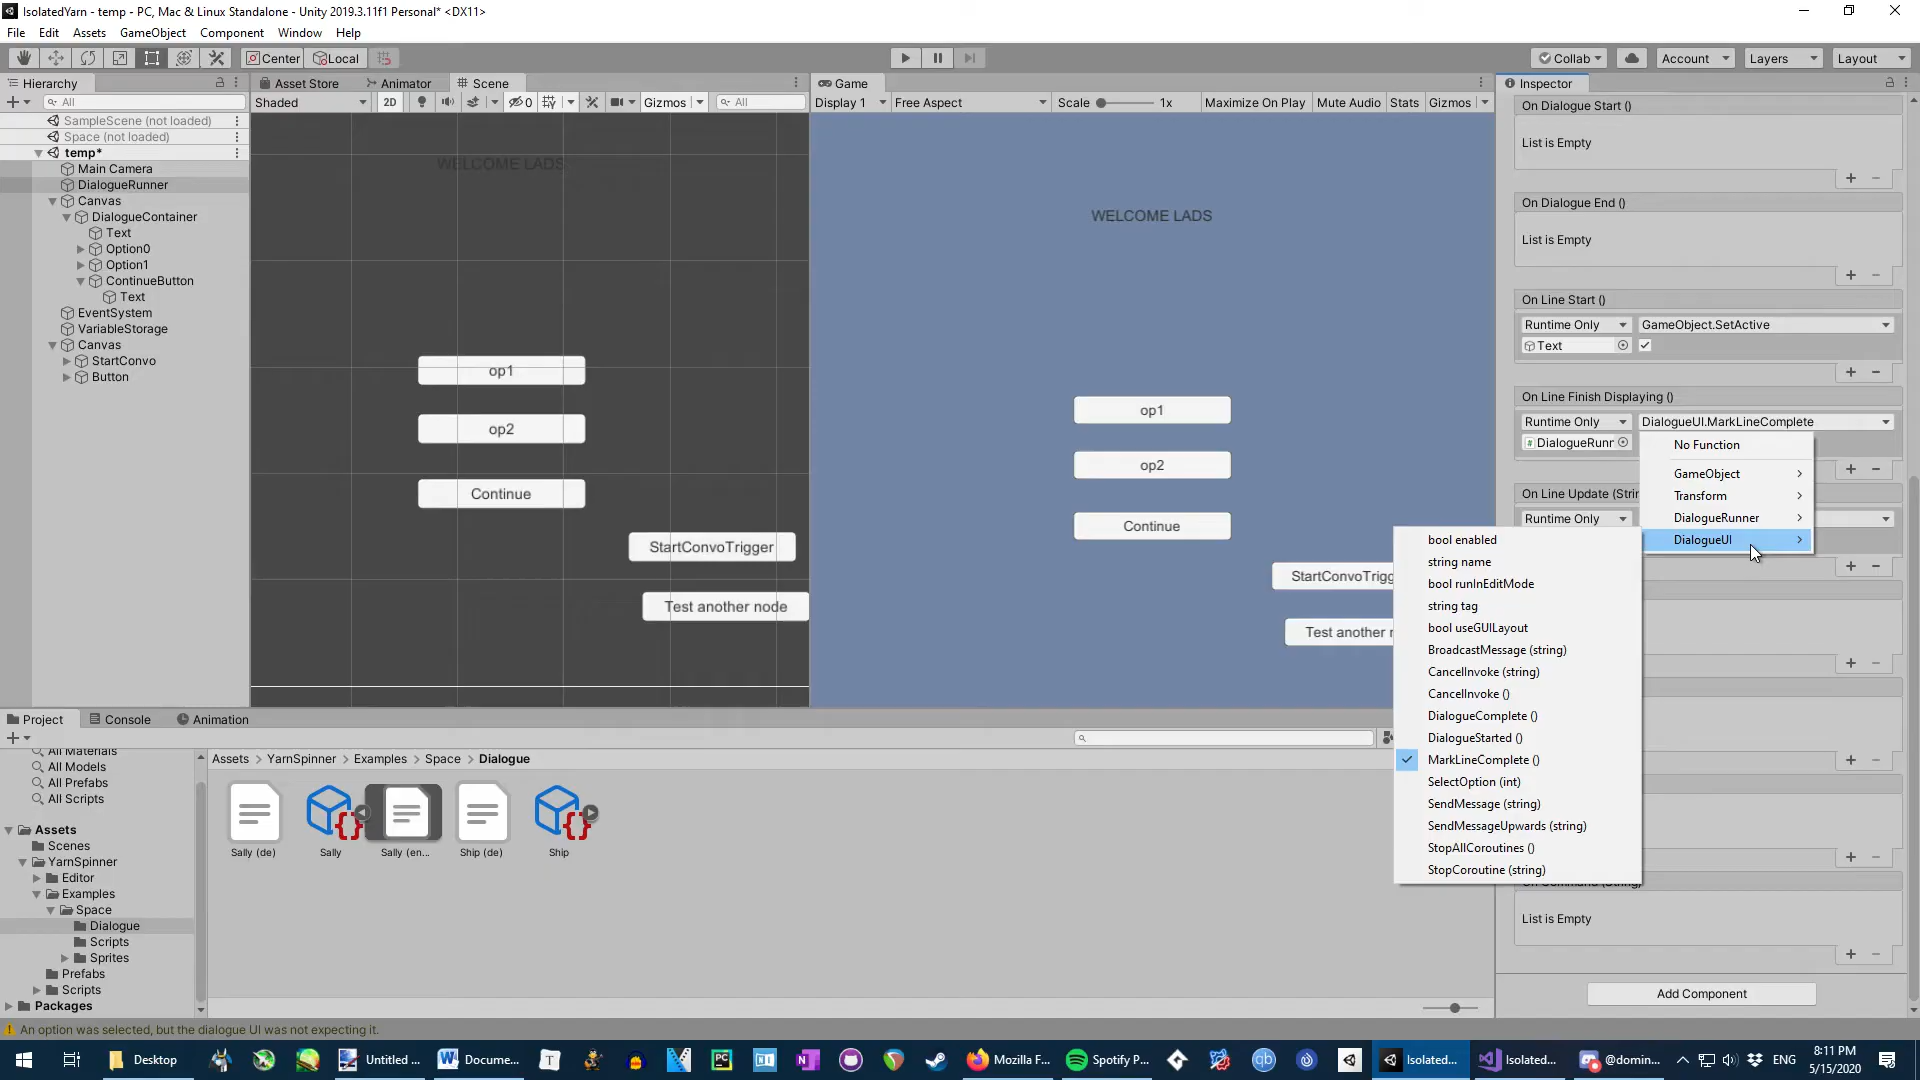 IsolatedYarn - temp - PC, Mac & Linux Standalone - Unity 2019.3.11f1 Personal* <DX11>
File Edit Assets GameObject Component Window Help
Center Local
Collab Account Layers Layout
Hierarchy
All
SampleScene (not loaded)
Space (not loaded)
temp*
Main Camera
DialogueRunner
Canvas
DialogueContainer
Text
Option0
Option1
ContinueButton
Text
EventSystem
VariableStorage
Canvas
StartConvo
Button
Asset Store Animator Scene
Shaded 2D 0 Gizmos All
WELCOME LADS
op1
op2
Continue
StartConvoTrigger
Test another node
Game
Display 1 Free Aspect Scale 1x Maximize On Play Mute Audio Stats Gizmos
WELCOME LADS
op1
op2
Continue
StartConvoTrigg
Test another r
Inspector
On Dialogue Start ()
List is Empty
On Dialogue End ()
List is Empty
On Line Start ()
Runtime Only GameObject.SetActive
Text
On Line Finish Displaying ()
Runtime Only DialogueUI.MarkLineComplete
DialogueRunr
On Line Update (Strin
Runtime Only
No Function
GameObject
Transform
DialogueRunner
DialogueUI
bool enabled
string name
bool runInEditMode
string tag
bool useGUILayout
BroadcastMessage (string)
CancelInvoke (string)
CancelInvoke ()
DialogueComplete ()
DialogueStarted ()
MarkLineComplete ()
SelectOption (int)
SendMessage (string)
SendMessageUpwards (string)
StopAllCoroutines ()
StopCoroutine (string)
On Command (String)
List is Empty
Add Component
Project Console Animation
All Materials
All Models
All Prefabs
All Scripts
Assets
Scenes
YarnSpinner
Editor
Examples
Space
Dialogue
Scripts
Sprites
Prefabs
Scripts
Packages
Assets > YarnSpinner > Examples > Space > Dialogue
Sally (de) Sally Sally (en... Ship (de) Ship
An option was selected, but the dialogue UI was not expecting it.
Desktop Untitled ... Docume... Mozilla F... Spotify P... Isolated... Isolated... @domin... ENG 8:11 PM
5/15/2020